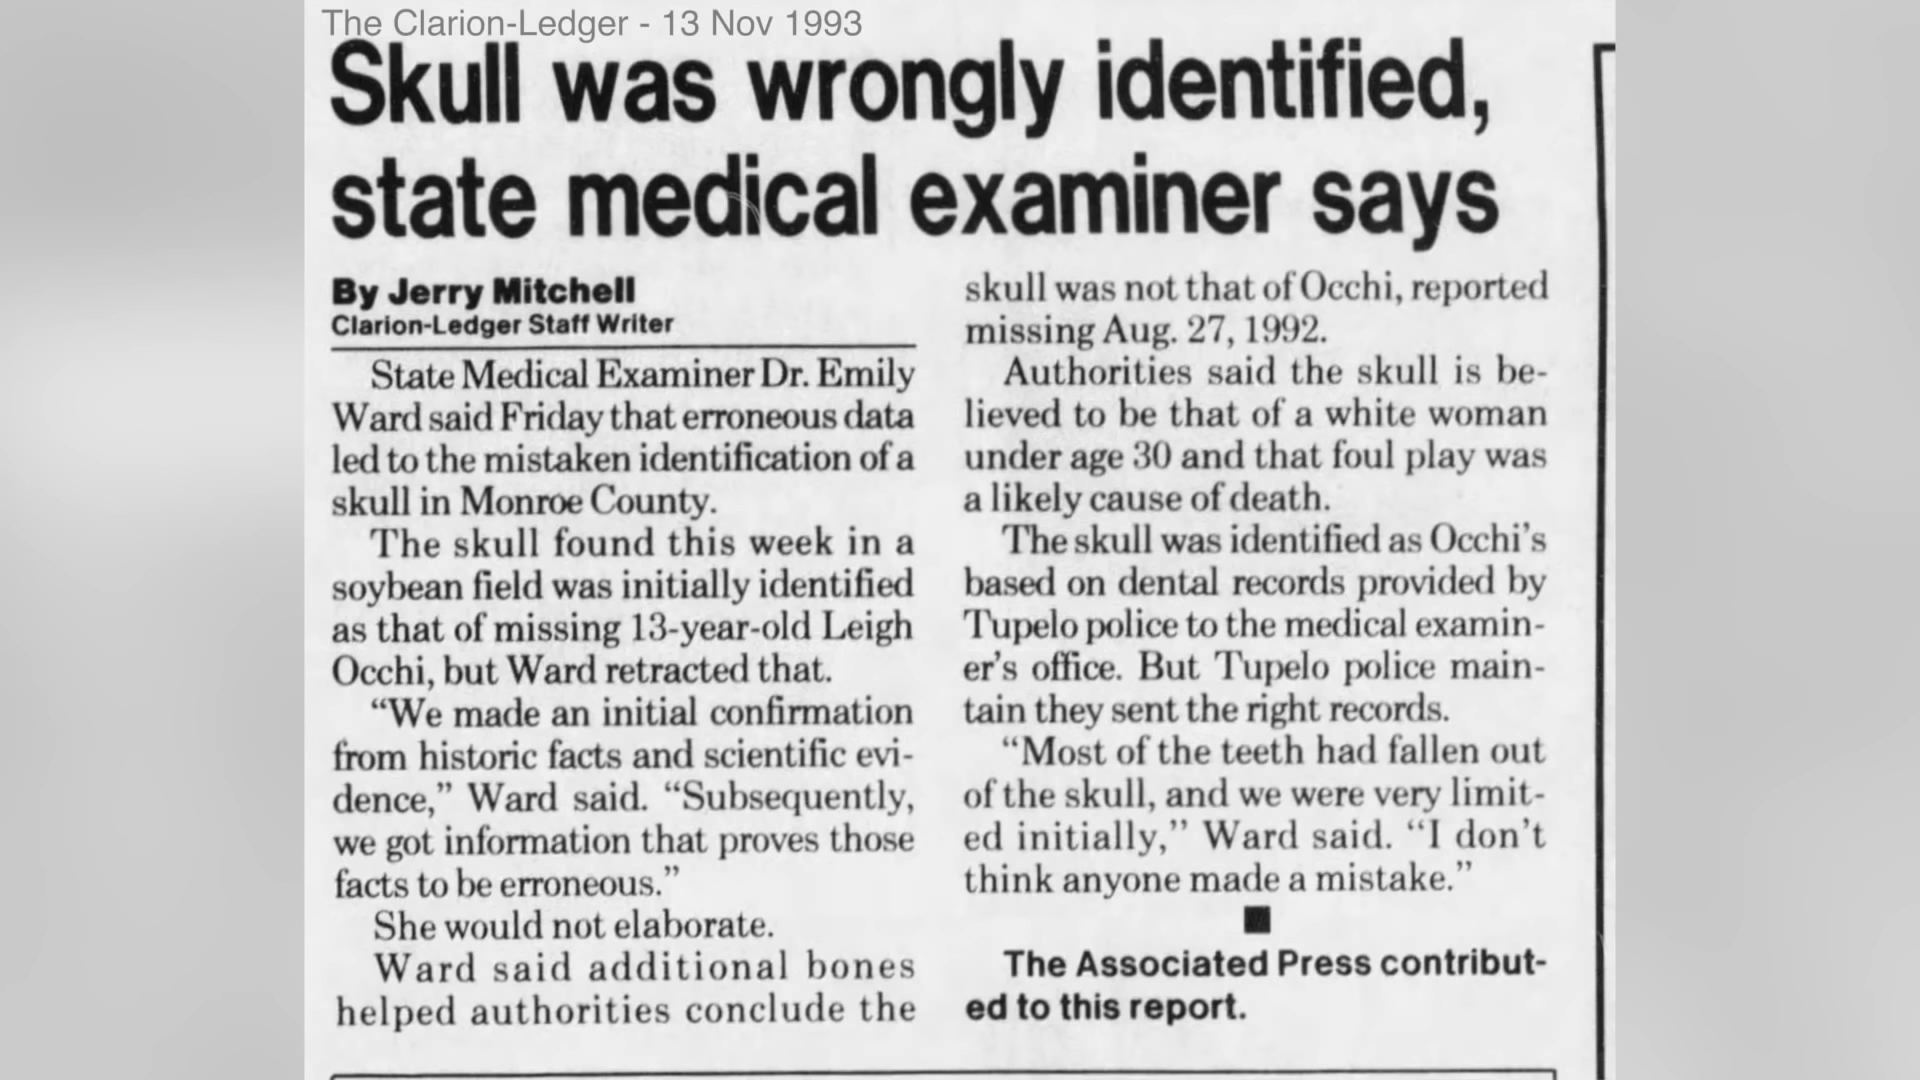 The Clarion-Ledger - 13 Nov 1993
Skull was wrongly identified,
state medical examiner says
By Jerry Mitchell
Clarion-Ledger Staff Writer
State Medical Examiner Dr. Emily
Ward said Friday that erroneous data
led to the mistaken identification of a
skull in Monroe County.
The skull found this week in a
soybean field was initially identified
as that of missing 13-year-old Leigh
Occhi, but Ward retracted that.
“We made an initial confirmation
from historic facts and scientific evi-
dence,” Ward said. “Subsequently,
we got information that proves those
facts to be erroneous.”
She would not elaborate.
Ward said additional bones
helped authorities conclude the
skull was not that of Occhi, reported
missing Aug. 27, 1992.
Authorities said the skull is be-
lieved to be that of a white woman
under age 30 and that foul play was
a likely cause of death.
The skull was identified as Occhi’s
based on dental records provided by
Tupelo police to the medical examin-
er’s office. But Tupelo police main-
tain they sent the right records.
“Most of the teeth had fallen out
of the skull, and we were very limit-
ed initially,” Ward said. “I don’t
think anyone made a mistake.”
The Associated Press contribut-
ed to this report.